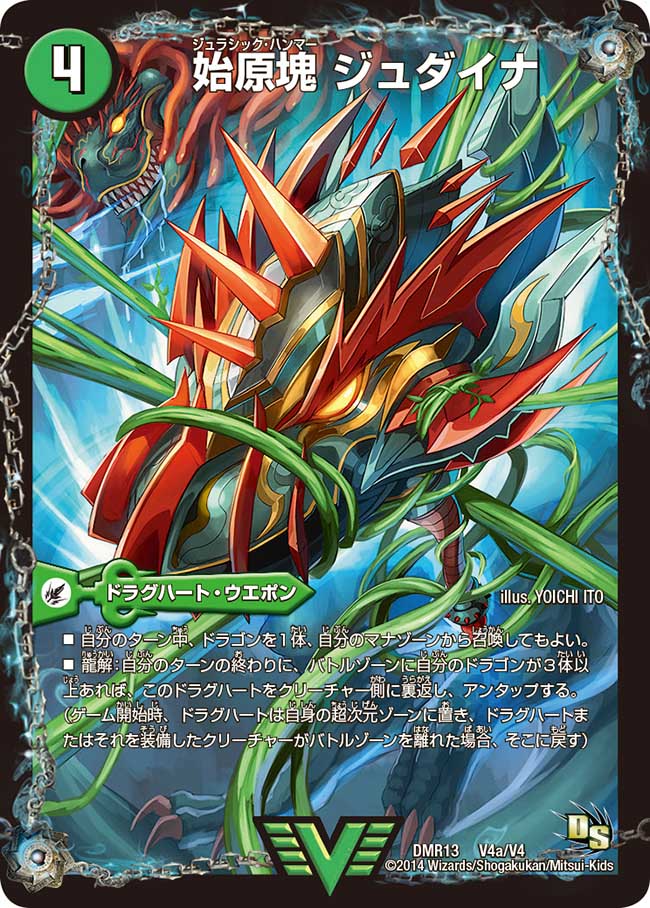 ジュラシック・ハンマー
4
始原塊 ジュダイナ
ドラグハート・ウエポン
illus. YOICHI ITO
■ 自分のターン中、ドラゴンを1体、自分のマナゾーンから召喚してもよい。
■ 龍解:自分のターンの終わりに、バトルゾーンに自分のドラゴンが3体以
上あれば、このドラグハートをクリーチャー側に裏返し、アンタップする。
(ゲーム開始時、ドラグハートは自身の超次元ゾーンに置き、ドラグハートま
たはそれを装備したクリーチャーがバトルゾーンを離れた場合、そこに戻す)
DS
V
DMR13 V4a/V4
©2014 Wizards/Shogakukan/Mitsui-Kids